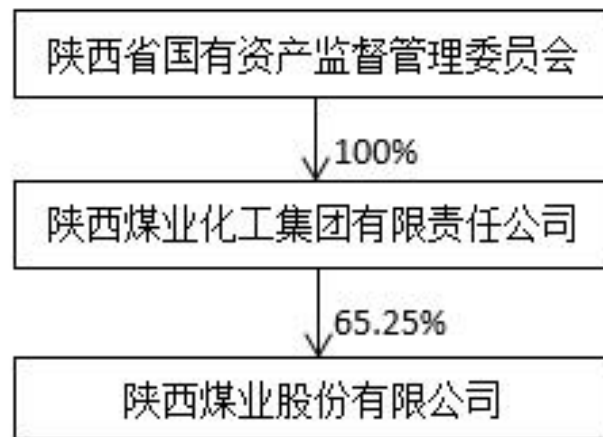 陕西省国有资产监督管理委员会
100%
陕西煤业化工集团有限责任公司
65.25%
陕西煤业股份有限公司